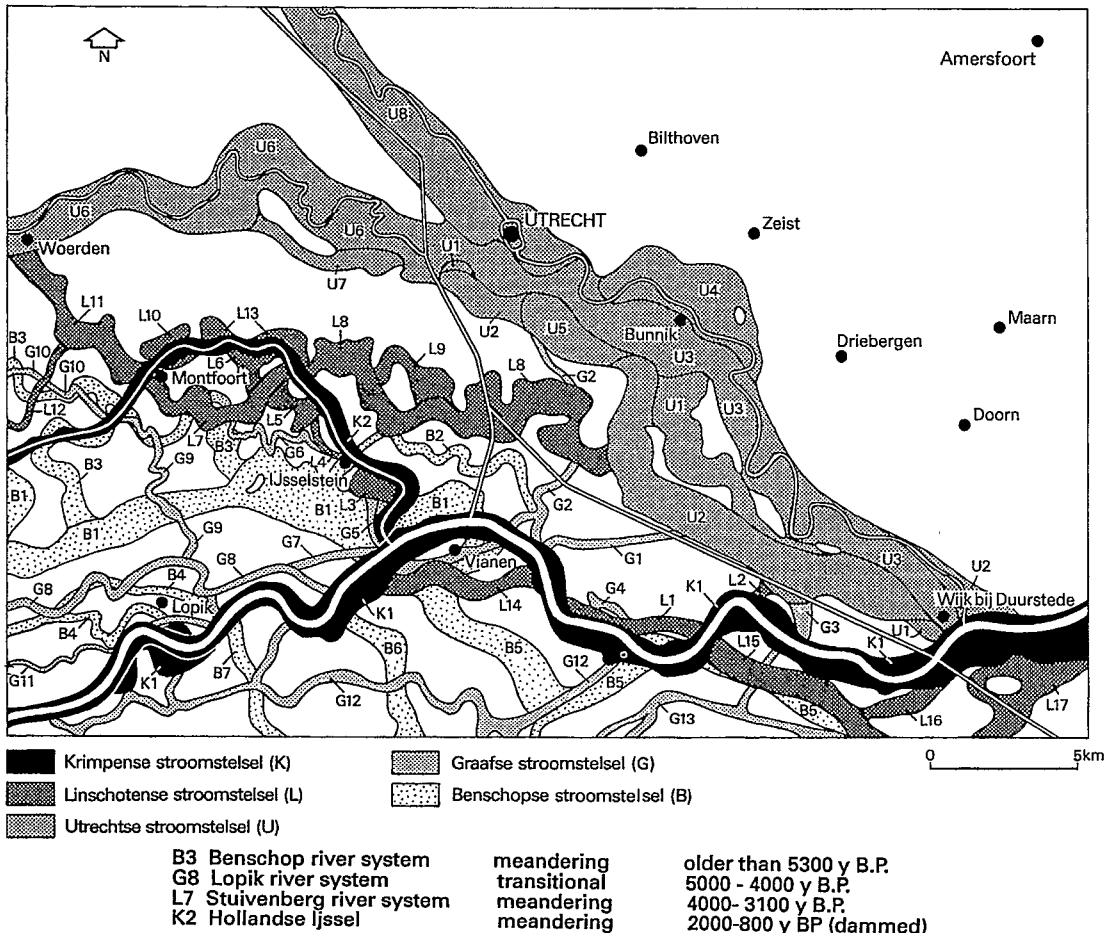 N
Amersfoort
U8
Bilthoven
U6
UTRECHT
Zeist
U6
U6
Woerden
U1
U7
U4
L11
L10
L13
L8
U2
U5
Bunnik
Maarn
B3
G10
L6
L9
U3
Driebergen
G10
Montfoort
L8
G2
L12
U1
U3
L5
K2
Doorn
L7
B3
G6
B2
B3
G9
L4
IJsselstein
B1
B1
L3
B1
G2
B1
G5
U2
G9
G7
G1
Vianen
U3
U2
G8
B4
G8
G4
K1
L2
Lopik
K1
L14
L1
Wijk bij Duurstede
B4
G3
K1
U1
B6
B5
G12
L15
G11
K1
B7
G12
B5
G13
B5
L16
L17
0 5km
Krimpense stroomstelsel (K)
Linschotense stroomstelsel (L)
Utrechtse stroomstelsel (U)
Graafse stroomstelsel (G)
Benschopse stroomstelsel (B)
B3 Benschop river system meandering older than 5300 y B.P.
G8 Lopik river system transitional 5000 - 4000 y B.P.
L7 Stuivenberg river system meandering 4000- 3100 y B.P.
K2 Hollandse Ijssel meandering 2000-800 y BP (dammed)